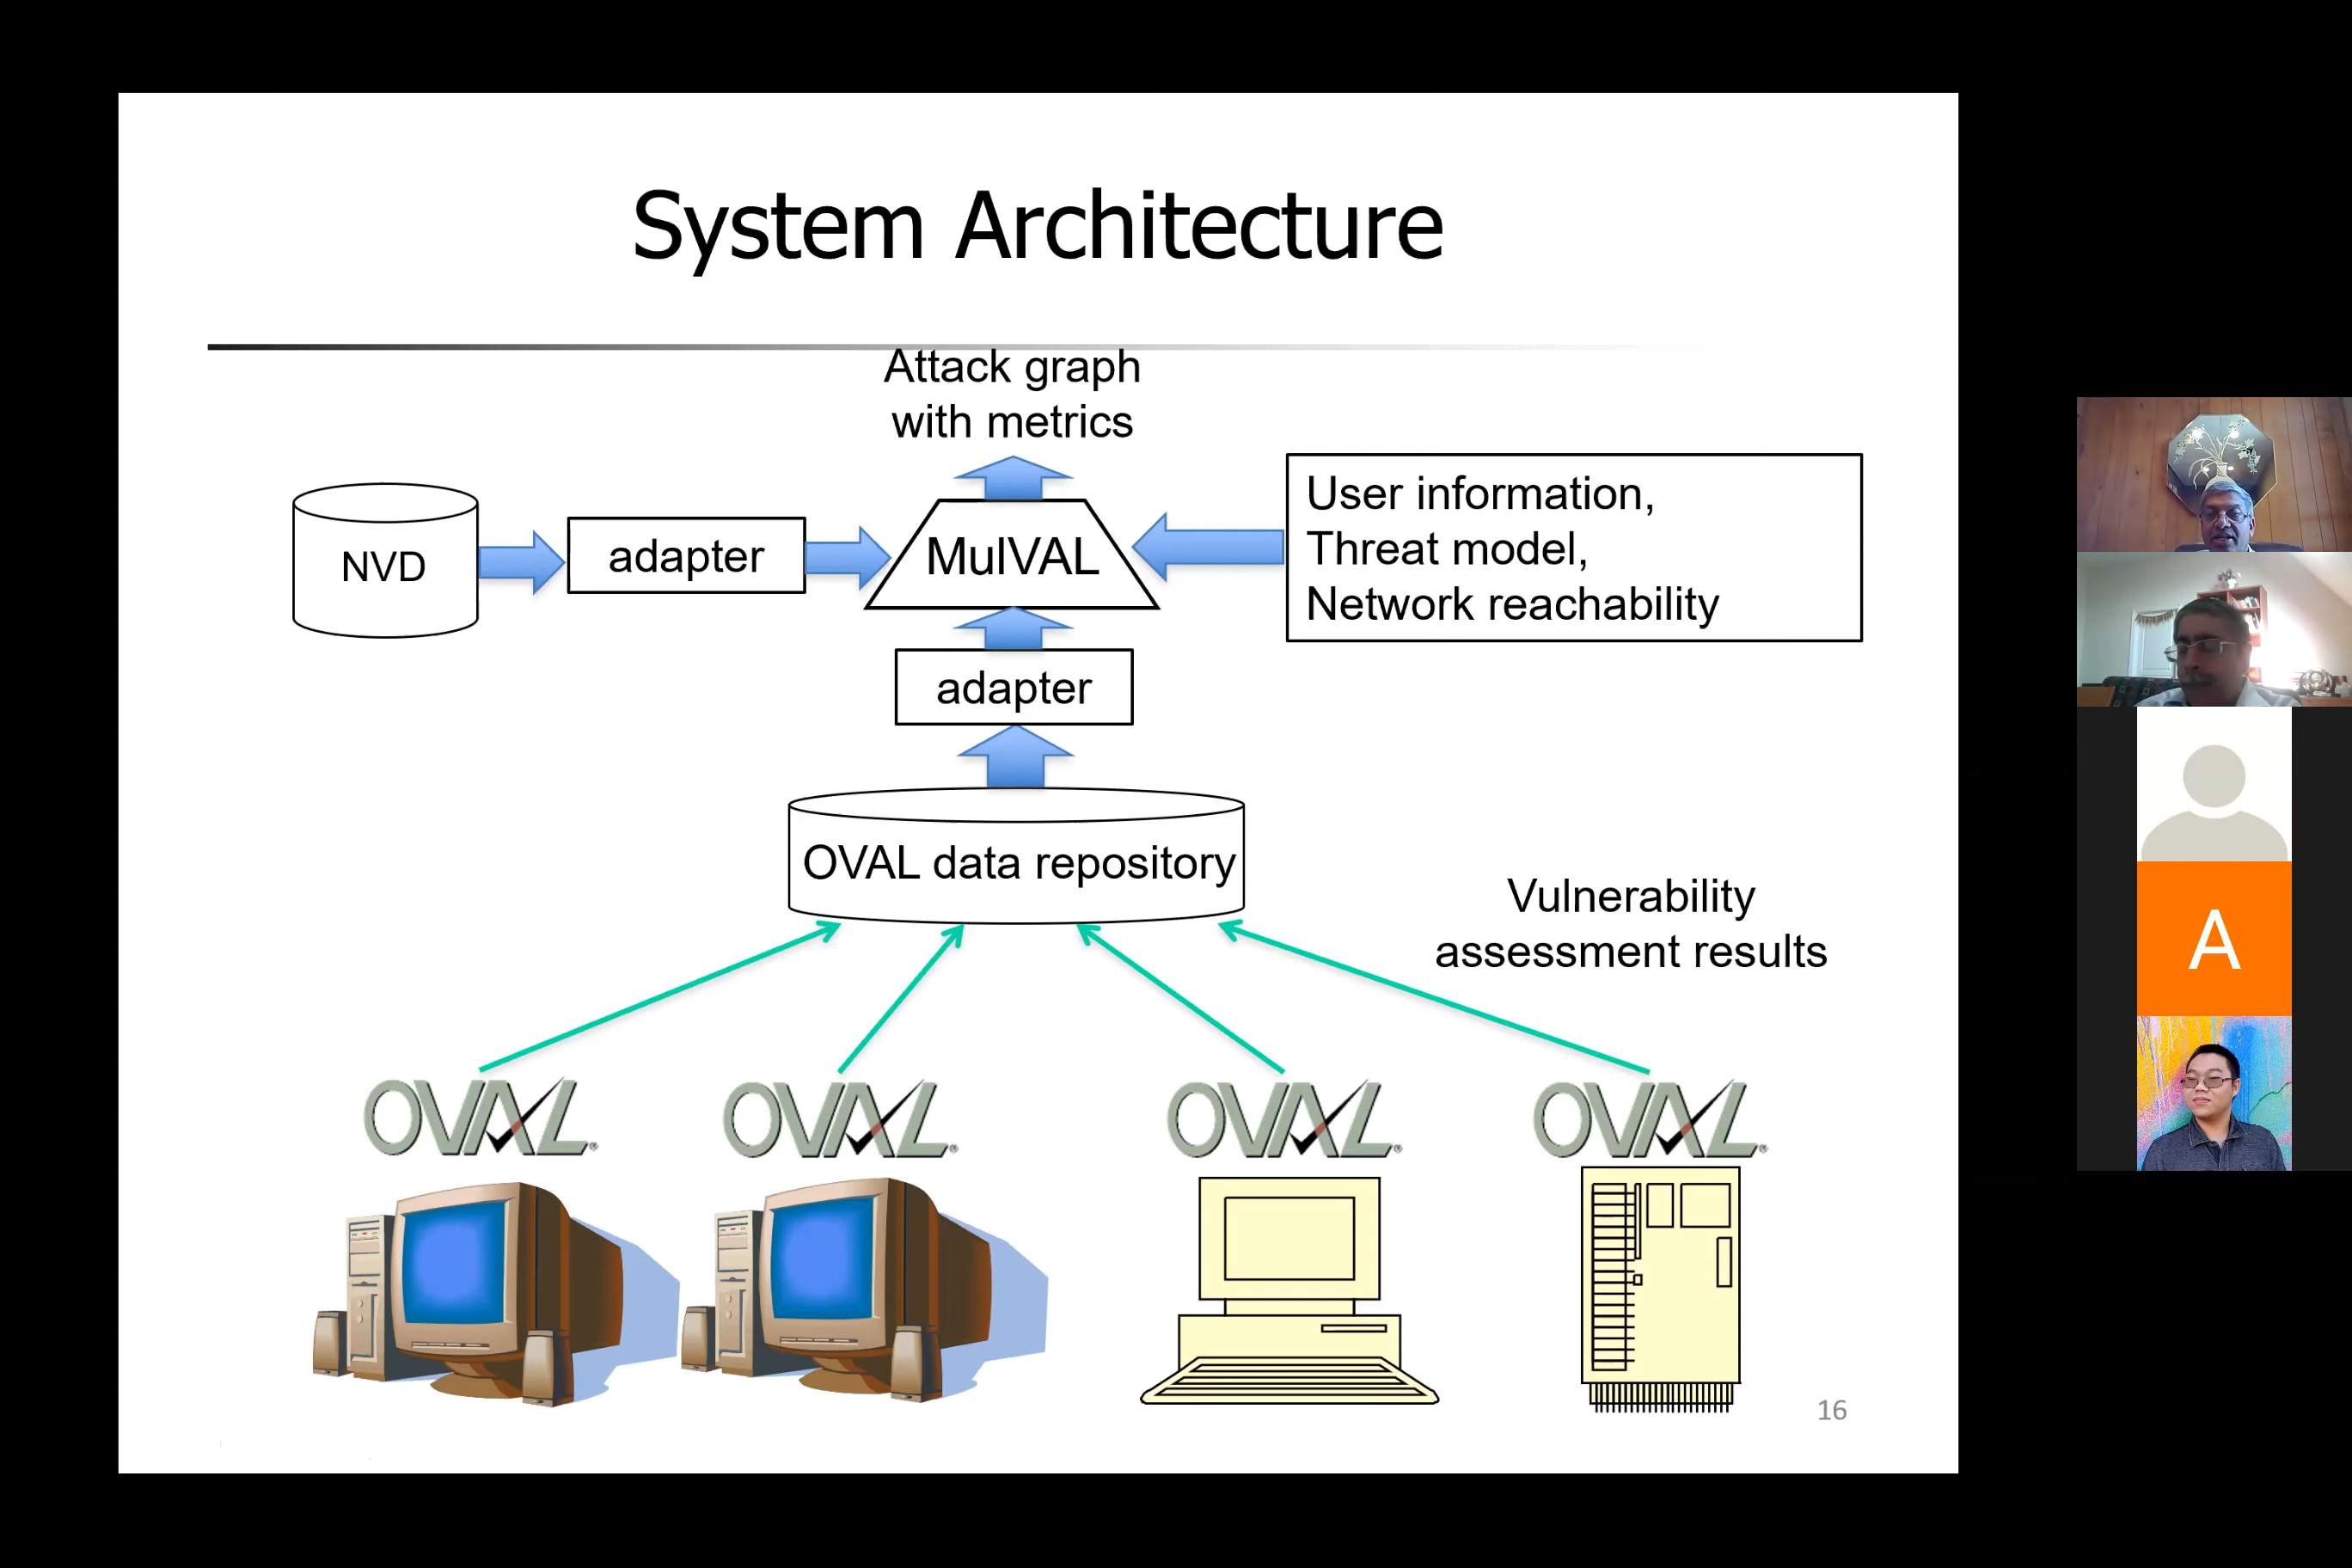 System Architecture
Attack graph
with metrics
NVD
adapter
MulVAL
User information,
Threat model,
Network reachability
adapter
OVAL data repository
Vulnerability
assessment results
OVAL®
OVAL®
OVAL®
OVAL®
16
A